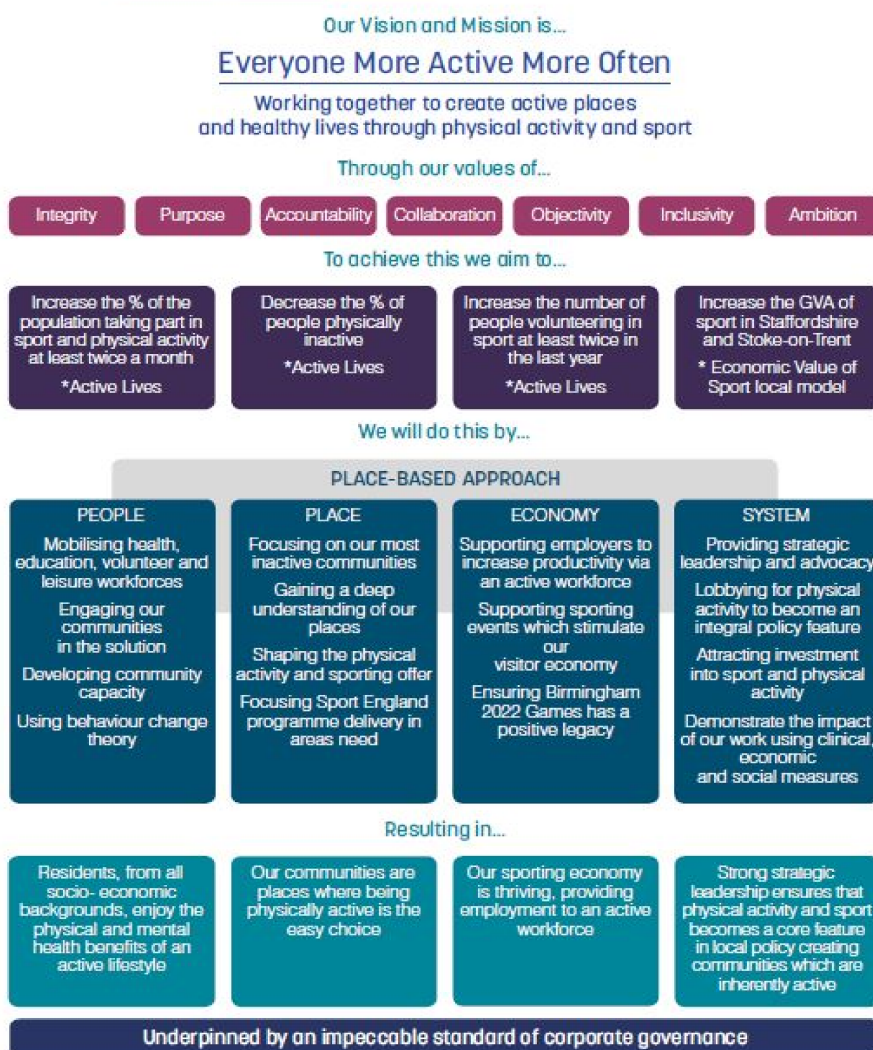 Our Vision and Mission is...
Everyone More Active More Often
Working together to create active places
and healthy lives through physical activity and sport
Through our values of...
Integrity
Purpose
Accountability
Collaboration
Objectivity
Inclusivity
Ambition
To achieve this we aim to...
Increase the % of the
population taking part in
sport and physical activity
at least twice a month
*Active Lives
Decrease the % of
people physically
inactive
*Active Lives
Increase the number of
people volunteering in
sport at least twice in
the last year
*Active Lives
Increase the GVA of
sport in Staffordshire
and Stoke-on-Trent
* Economic Value of
Sport local model
We will do this by...
PLACE-BASED APPROACH
PEOPLE
Mobilising health,
education, volunteer and
leisure workforces
Engaging our
communities
in the solution
Developing community
capacity
Using behaviour change
theory
PLACE
Focusing on our most
inactive communities
Gaining a deep
understanding of our
places
Shaping the physical
activity and sporting offer
Focusing Sport England
programme delivery in
areas need
ECONOMY
Supporting employers to
increase productivity via
an active workforce
Supporting sporting
events which stimulate
our
visitor economy
Ensuring Birmingham
2022 Games has a
positive legacy
SYSTEM
Providing strategic
leadership and advocacy
Lobbying for physical
activity to become an
integral policy feature
Attracting investment
into sport and physical
activity
Demonstrate the impact
of our work using clinical,
economic
and social measures
Resulting in...
Residents, from all
socio- economic
backgrounds, enjoy the
physical and mental
health benefits of an
active lifestyle
Our communities are
places where being
physically active is the
easy choice
Our sporting economy
is thriving, providing
employment to an active
workforce
Strong strategic
leadership ensures that
physical activity and sport
becomes a core feature
in local policy creating
communities which are
inherently active
Underpinned by an impeccable standard of corporate governance